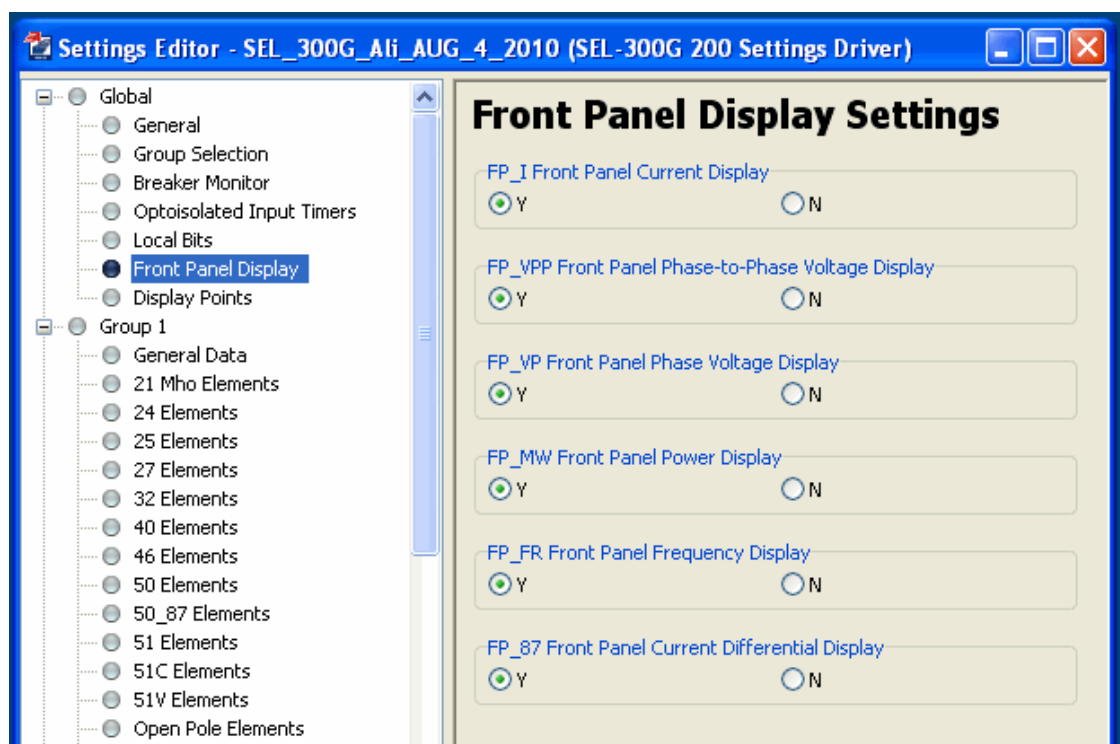 Settings Editor - SEL_300G_Ali_AUG_4_2010 (SEL-300G 200 Settings Driver)
Global
General
Group Selection
Breaker Monitor
Optoisolated Input Timers
Local Bits
Front Panel Display
Display Points
Group 1
General Data
21 Mho Elements
24 Elements
25 Elements
27 Elements
32 Elements
40 Elements
46 Elements
50 Elements
50_87 Elements
51 Elements
51C Elements
51V Elements
Open Pole Elements
Front Panel Display Settings
FP_I Front Panel Current Display
Y N
FP_VPP Front Panel Phase-to-Phase Voltage Display
Y N
FP_VP Front Panel Phase Voltage Display
Y N
FP_MW Front Panel Power Display
Y N
FP_FR Front Panel Frequency Display
Y N
FP_87 Front Panel Current Differential Display
Y N